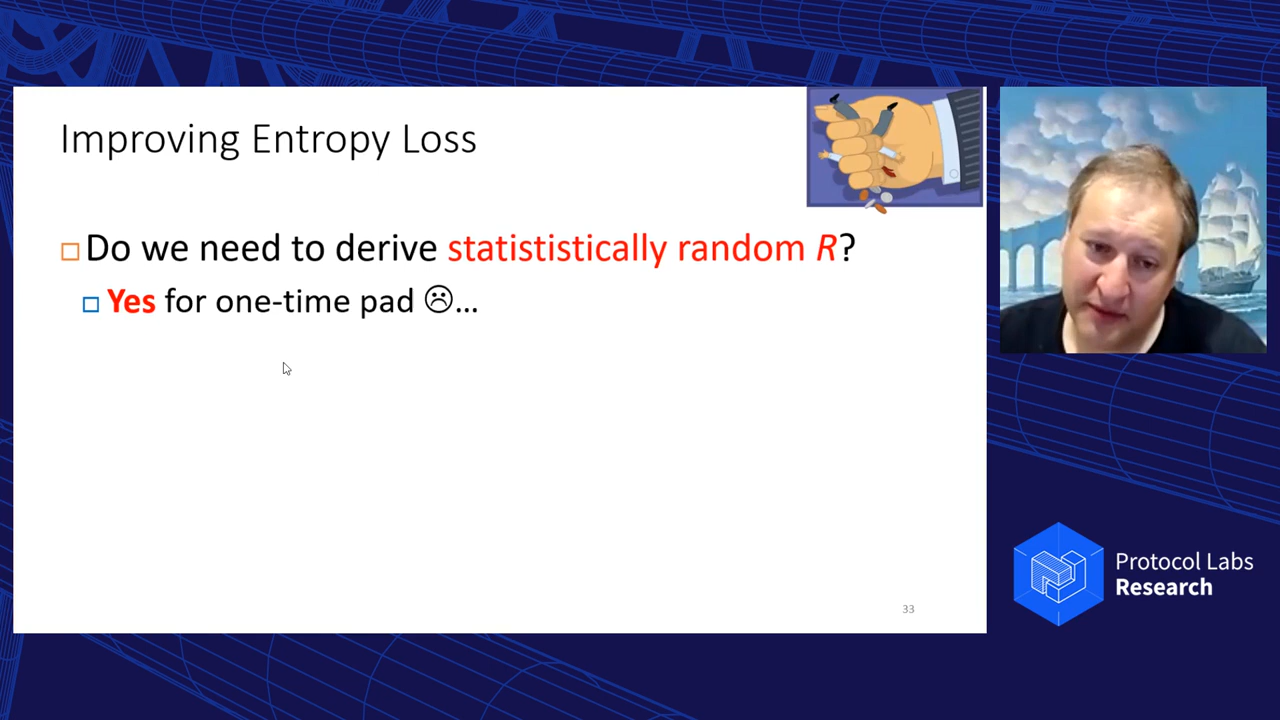 Improving Entropy Loss
Do we need to derive statististically random R?
Yes for one-time pad ☹...
33
Protocol Labs
Research